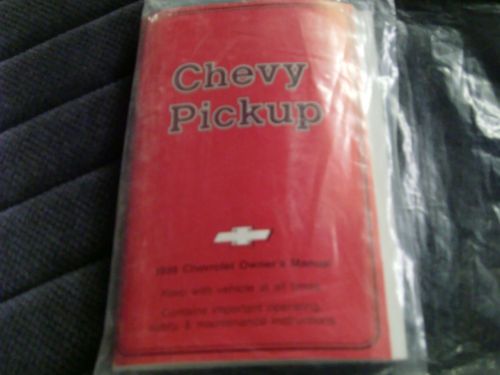 Chevy
Pickup
Chevrolet Owner's Manual
Keep with vehicle at all times
Contains important operating,
safety & maintenance instructions